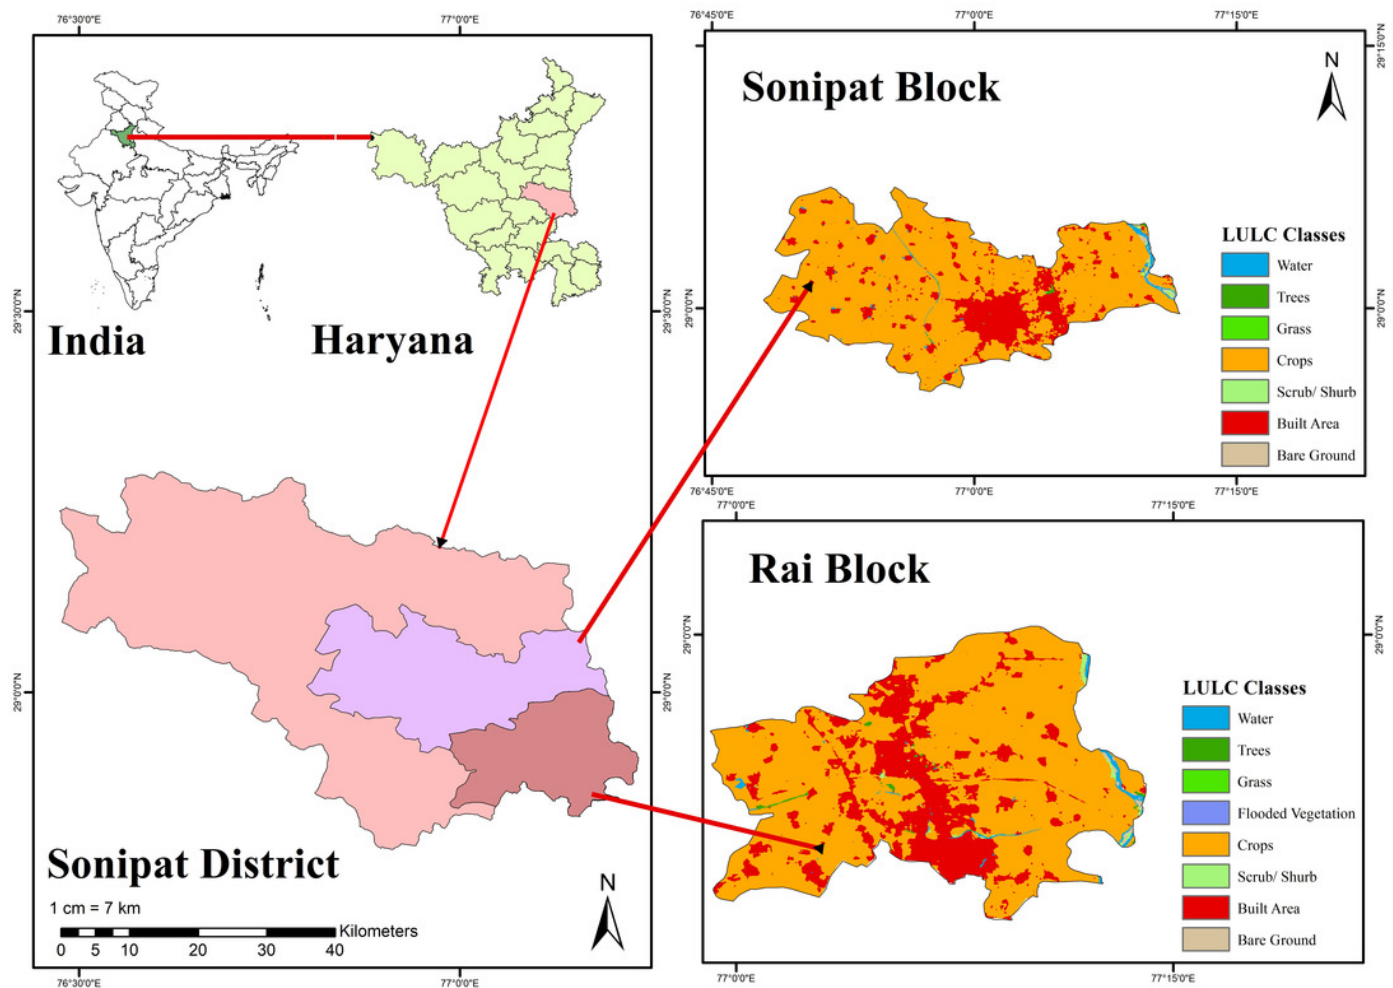 76°30'0"E
77°0'0"E
India
Haryana
29°30'0"N
29°30'0"N
29°0'0"N
29°0'0"N
Sonipat District
1 cm = 7 km
Kilometers
0 5 10 20 30 40
N
76°30'0"E
77°0'0"E
76°45'0"E
77°0'0"E
77°15'0"E
29°15'0"N
Sonipat Block
N
LULC Classes
Water
Trees
Grass
Crops
Scrub/ Shurb
Built Area
Bare Ground
29°0'0"N
29°0'0"N
76°45'0"E
77°0'0"E
77°15'0"E
77°0'0"E
77°15'0"E
Rai Block
29°0'0"N
29°0'0"N
LULC Classes
Water
Trees
Grass
Flooded Vegetation
Crops
Scrub/ Shurb
Built Area
Bare Ground
77°0'0"E
77°15'0"E